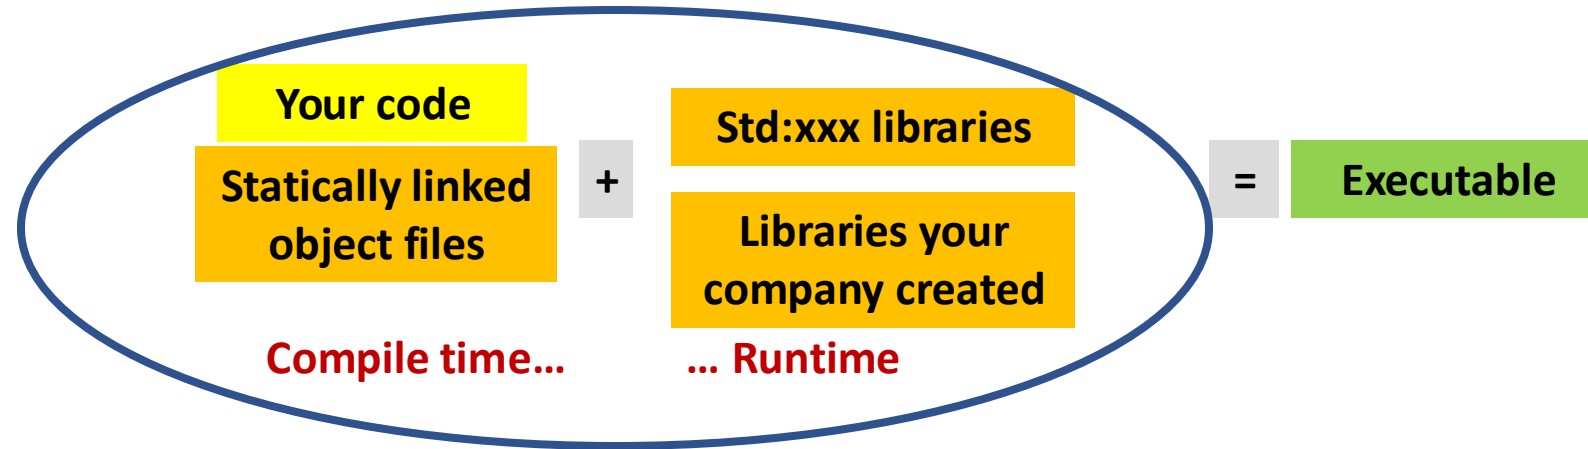 Your code
Statically linked
object files
+
Std:xxx libraries
Libraries your
company created
=
Executable
Compile time…
… Runtime